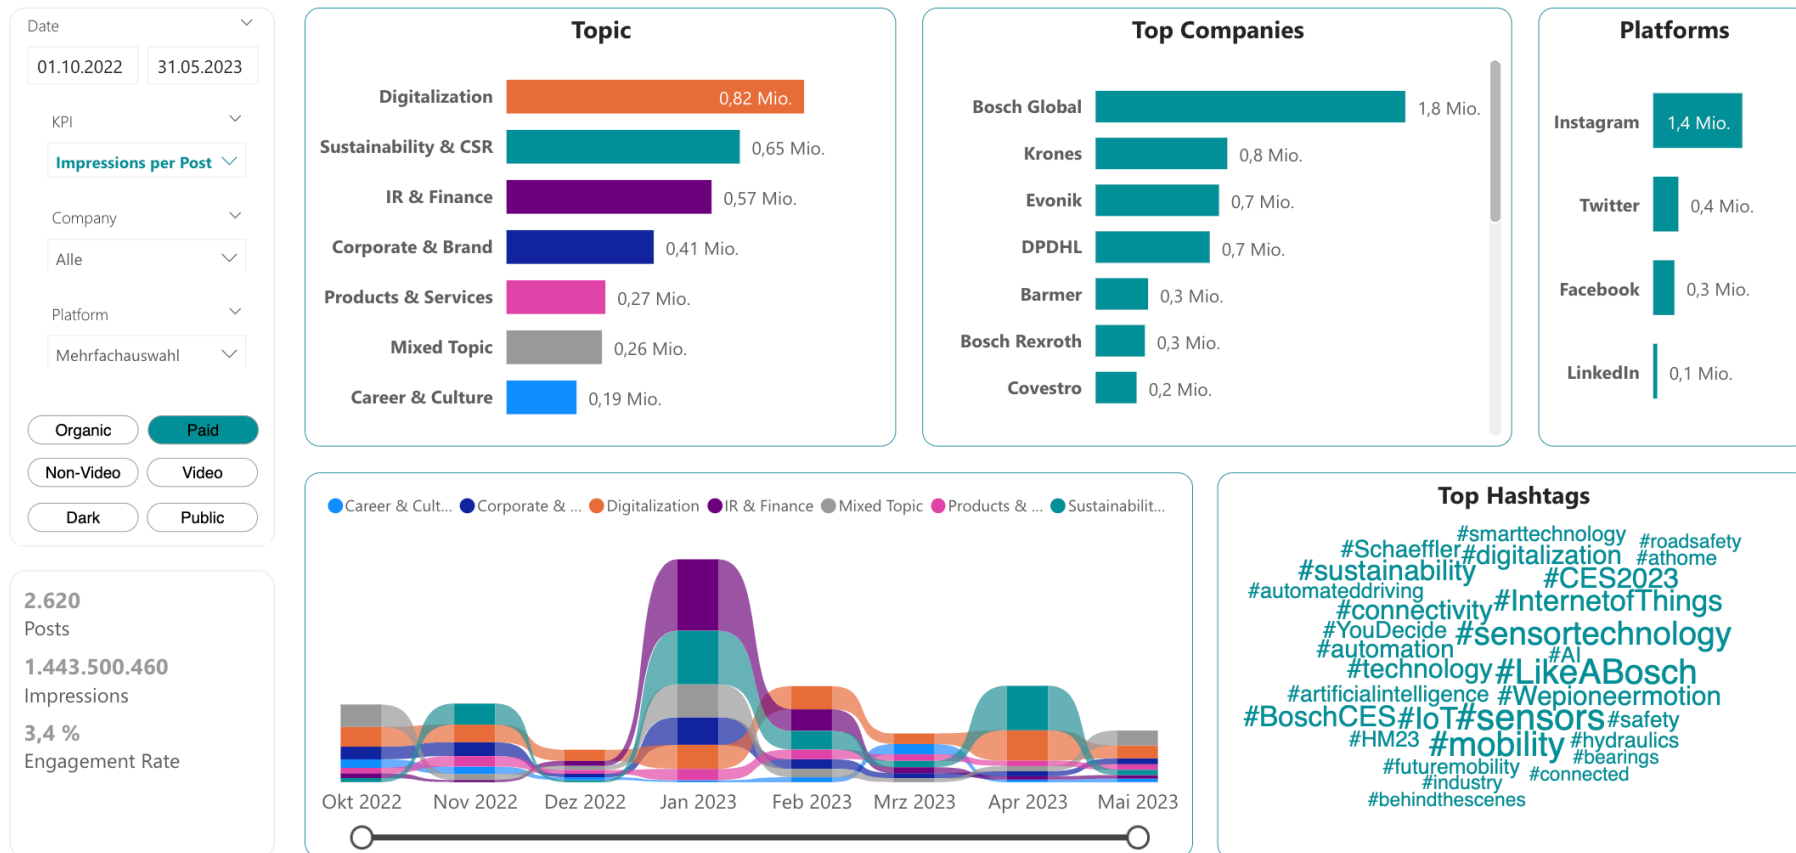 Date
01.10.2022 31.05.2023
KPI
Impressions per Post
Company
Alle
Platform
Mehrfachauswahl
Organic Paid
Non-Video Video
Dark Public
2.620
Posts
1.443.500.460
Impressions
3,4 %
Engagement Rate
Topic
Digitalization 0,82 Mio.
Sustainability & CSR 0,65 Mio.
IR & Finance 0,57 Mio.
Corporate & Brand 0,41 Mio.
Products & Services 0,27 Mio.
Mixed Topic 0,26 Mio.
Career & Culture 0,19 Mio.
Top Companies
Bosch Global 1,8 Mio.
Krones 0,8 Mio.
Evonik 0,7 Mio.
DPDHL 0,7 Mio.
Barmer 0,3 Mio.
Bosch Rexroth 0,3 Mio.
Covestro 0,2 Mio.
Platforms
Instagram 1,4 Mio.
Twitter 0,4 Mio.
Facebook 0,3 Mio.
LinkedIn 0,1 Mio.
Career & Cult... Corporate & ... Digitalization IR & Finance Mixed Topic Products & ... Sustainabilit...
Okt 2022 Nov 2022 Dez 2022 Jan 2023 Feb 2023 Mrz 2023 Apr 2023 Mai 2023
Top Hashtags
#smarttechnology
#Schaeffler #digitalization #roadsafety
#athome
#sustainability #CES2023
#automateddriving
#connectivity #InternetofThings
#YouDecide #sensortechnology
#automation #AI
#technology #LikeABosch
#artificialintelligence #Wepioneermotion
#BoschCES #IoT #sensors #safety
#HM23 #mobility #hydraulics
#bearings
#futuremobility #connected
#industry
#behindthescenes